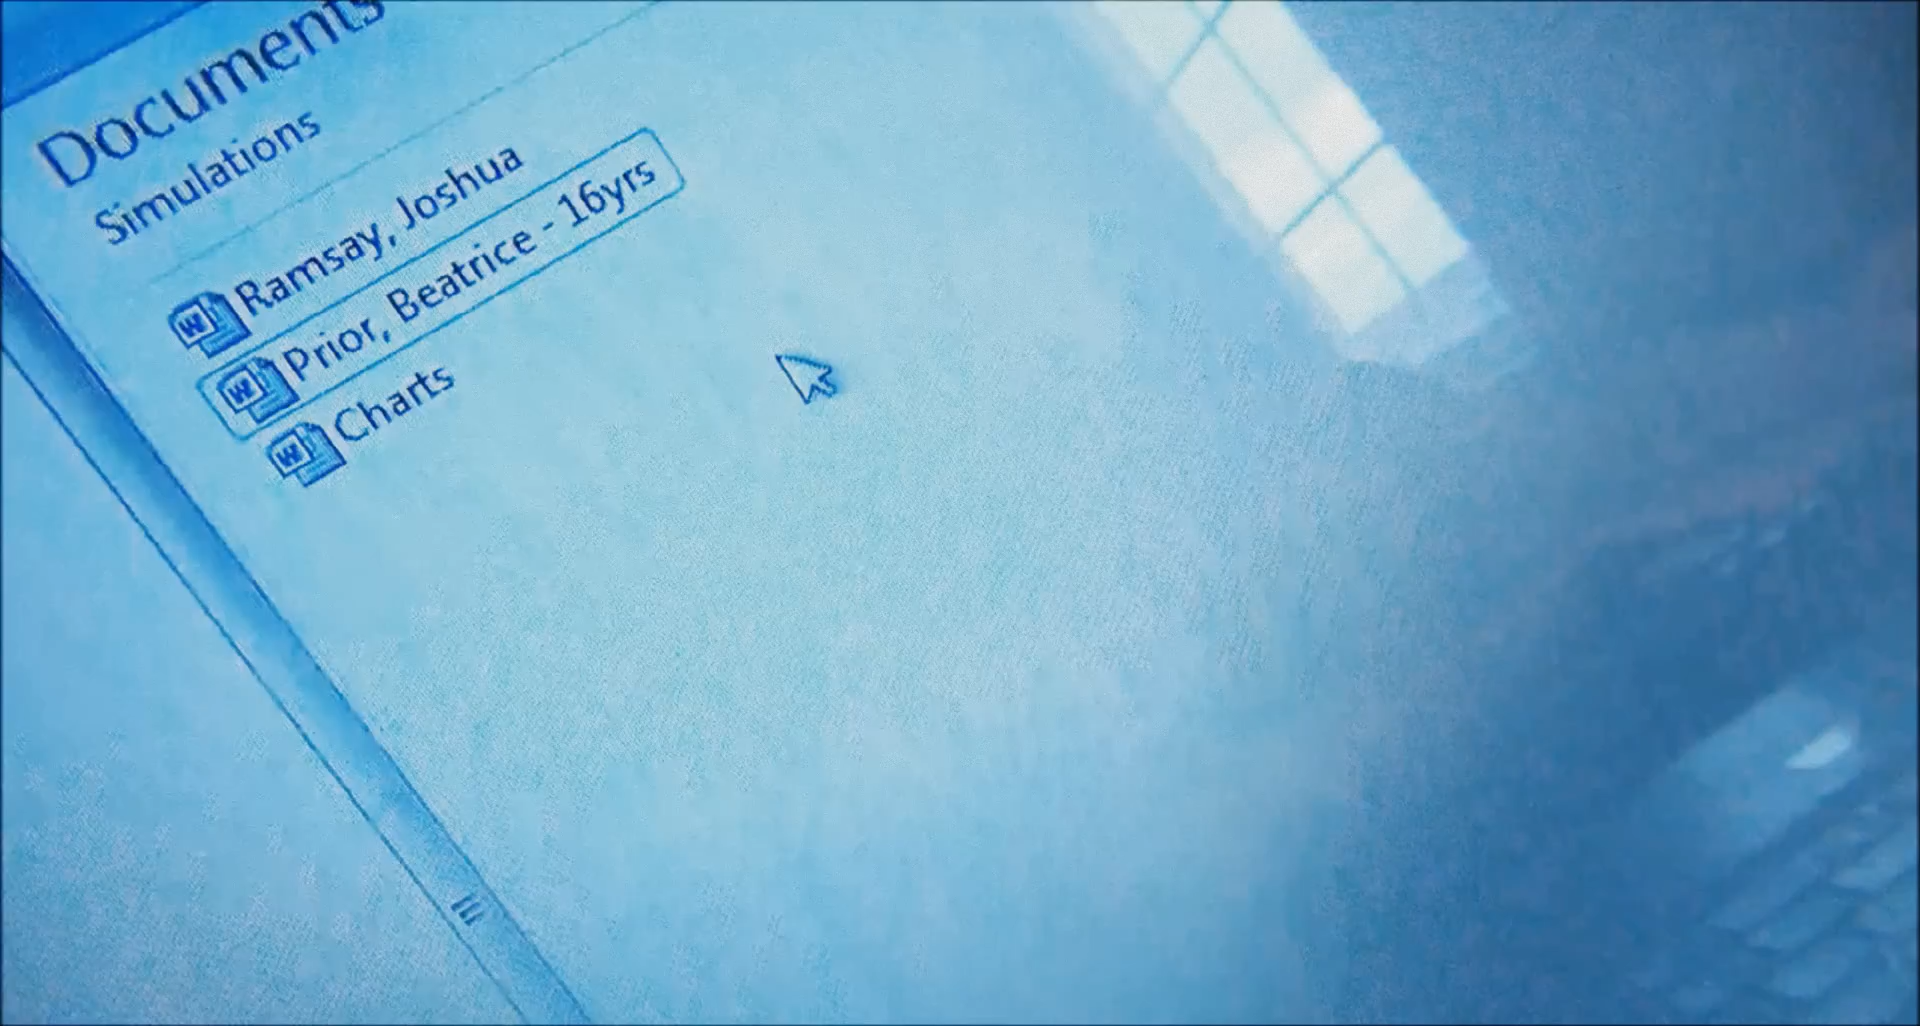 Documents
Simulations
Ramsay, Joshua
Prior, Beatrice - 16yrs
Charts